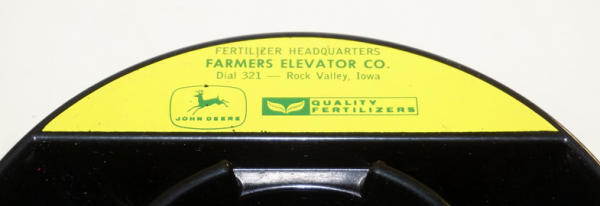 FERTILIZER HEADQUARTERS
FARMERS ELEVATOR CO.
Dial 321 — Rock Valley, Iowa
JOHN DEERE
QUALITY
FERTILIZERS